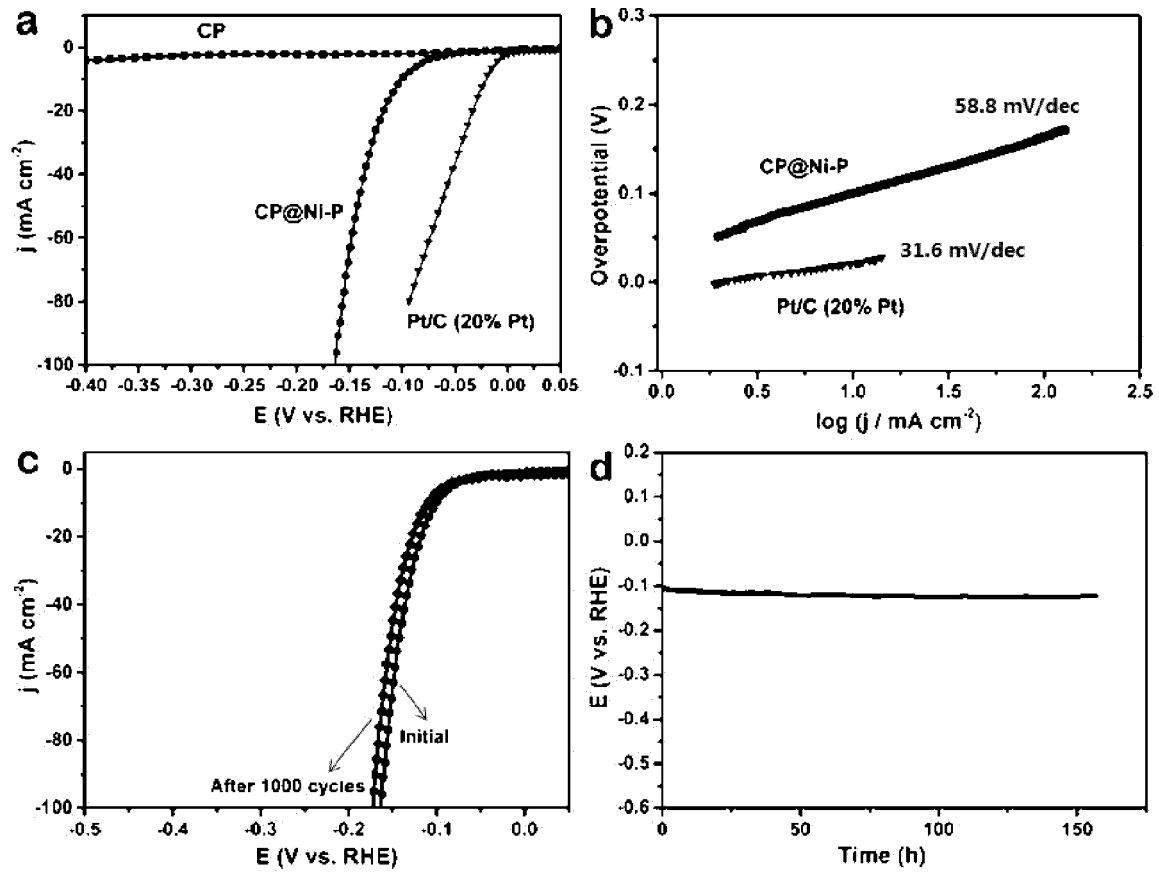 a
CP
CP@Ni-P
Pt/C (20% Pt)
0
-20
-40
-60
-80
-100
j (mA cm⁻²)
-0.40
-0.35
-0.30
-0.25
-0.20
-0.15
-0.10
-0.05
0.00
0.05
E (V vs. RHE)
b
58.8 mV/dec
CP@Ni-P
31.6 mV/dec
Pt/C (20% Pt)
0.3
0.2
0.1
0.0
-0.1
Overpotential (V)
0.0
0.5
1.0
1.5
2.0
2.5
log (j / mA cm⁻²)
c
Initial
After 1000 cycles
0
-20
-40
-60
-80
-100
j (mA cm⁻²)
-0.5
-0.4
-0.3
-0.2
-0.1
0.0
E (V vs. RHE)
d
0.2
0.1
0.0
-0.1
-0.2
-0.3
-0.4
-0.5
-0.6
E (V vs. RHE)
0
50
100
150
Time (h)